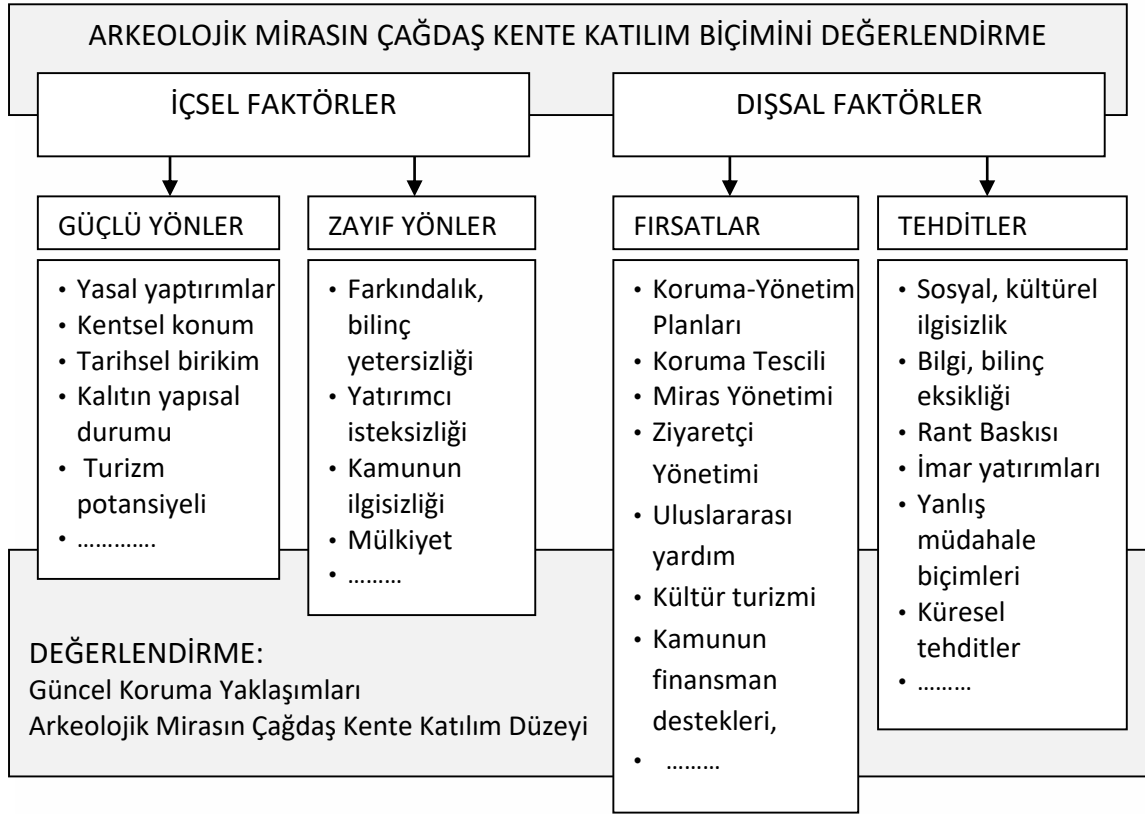 ARKEOLOJİK MİRASIN ÇAĞDAŞ KENTE KATILIM BİÇİMİNİ DEĞERLENDİRME
İÇSEL FAKTÖRLER
DIŞSAL FAKTÖRLER
GÜÇLÜ YÖNLER
• Yasal yaptırımlar
• Kentsel konum
• Tarihsel birikim
• Kalıtın yapısal
durumu
• Turizm
potansiyeli
• ………….
ZAYIF YÖNLER
• Farkındalık,
bilinç
yetersizliği
• Yatırımcı
isteksizliği
• Kamunun
ilgisizliği
• Mülkiyet
• ………
FIRSATLAR
• Koruma-Yönetim
Planları
• Koruma Tescili
• Miras Yönetimi
• Ziyaretçi
Yönetimi
• Uluslararası
yardım
• Kültür turizmi
• Kamunun
finansman
destekleri,
• ………
TEHDİTLER
• Sosyal, kültürel
ilgisizlik
• Bilgi, bilinç
eksikliği
• Rant Baskısı
• İmar yatırımları
• Yanlış
müdahale
biçimleri
• Küresel
tehditler
• ………
DEĞERLENDİRME:
Güncel Koruma Yaklaşımları
Arkeolojik Mirasın Çağdaş Kente Katılım Düzeyi